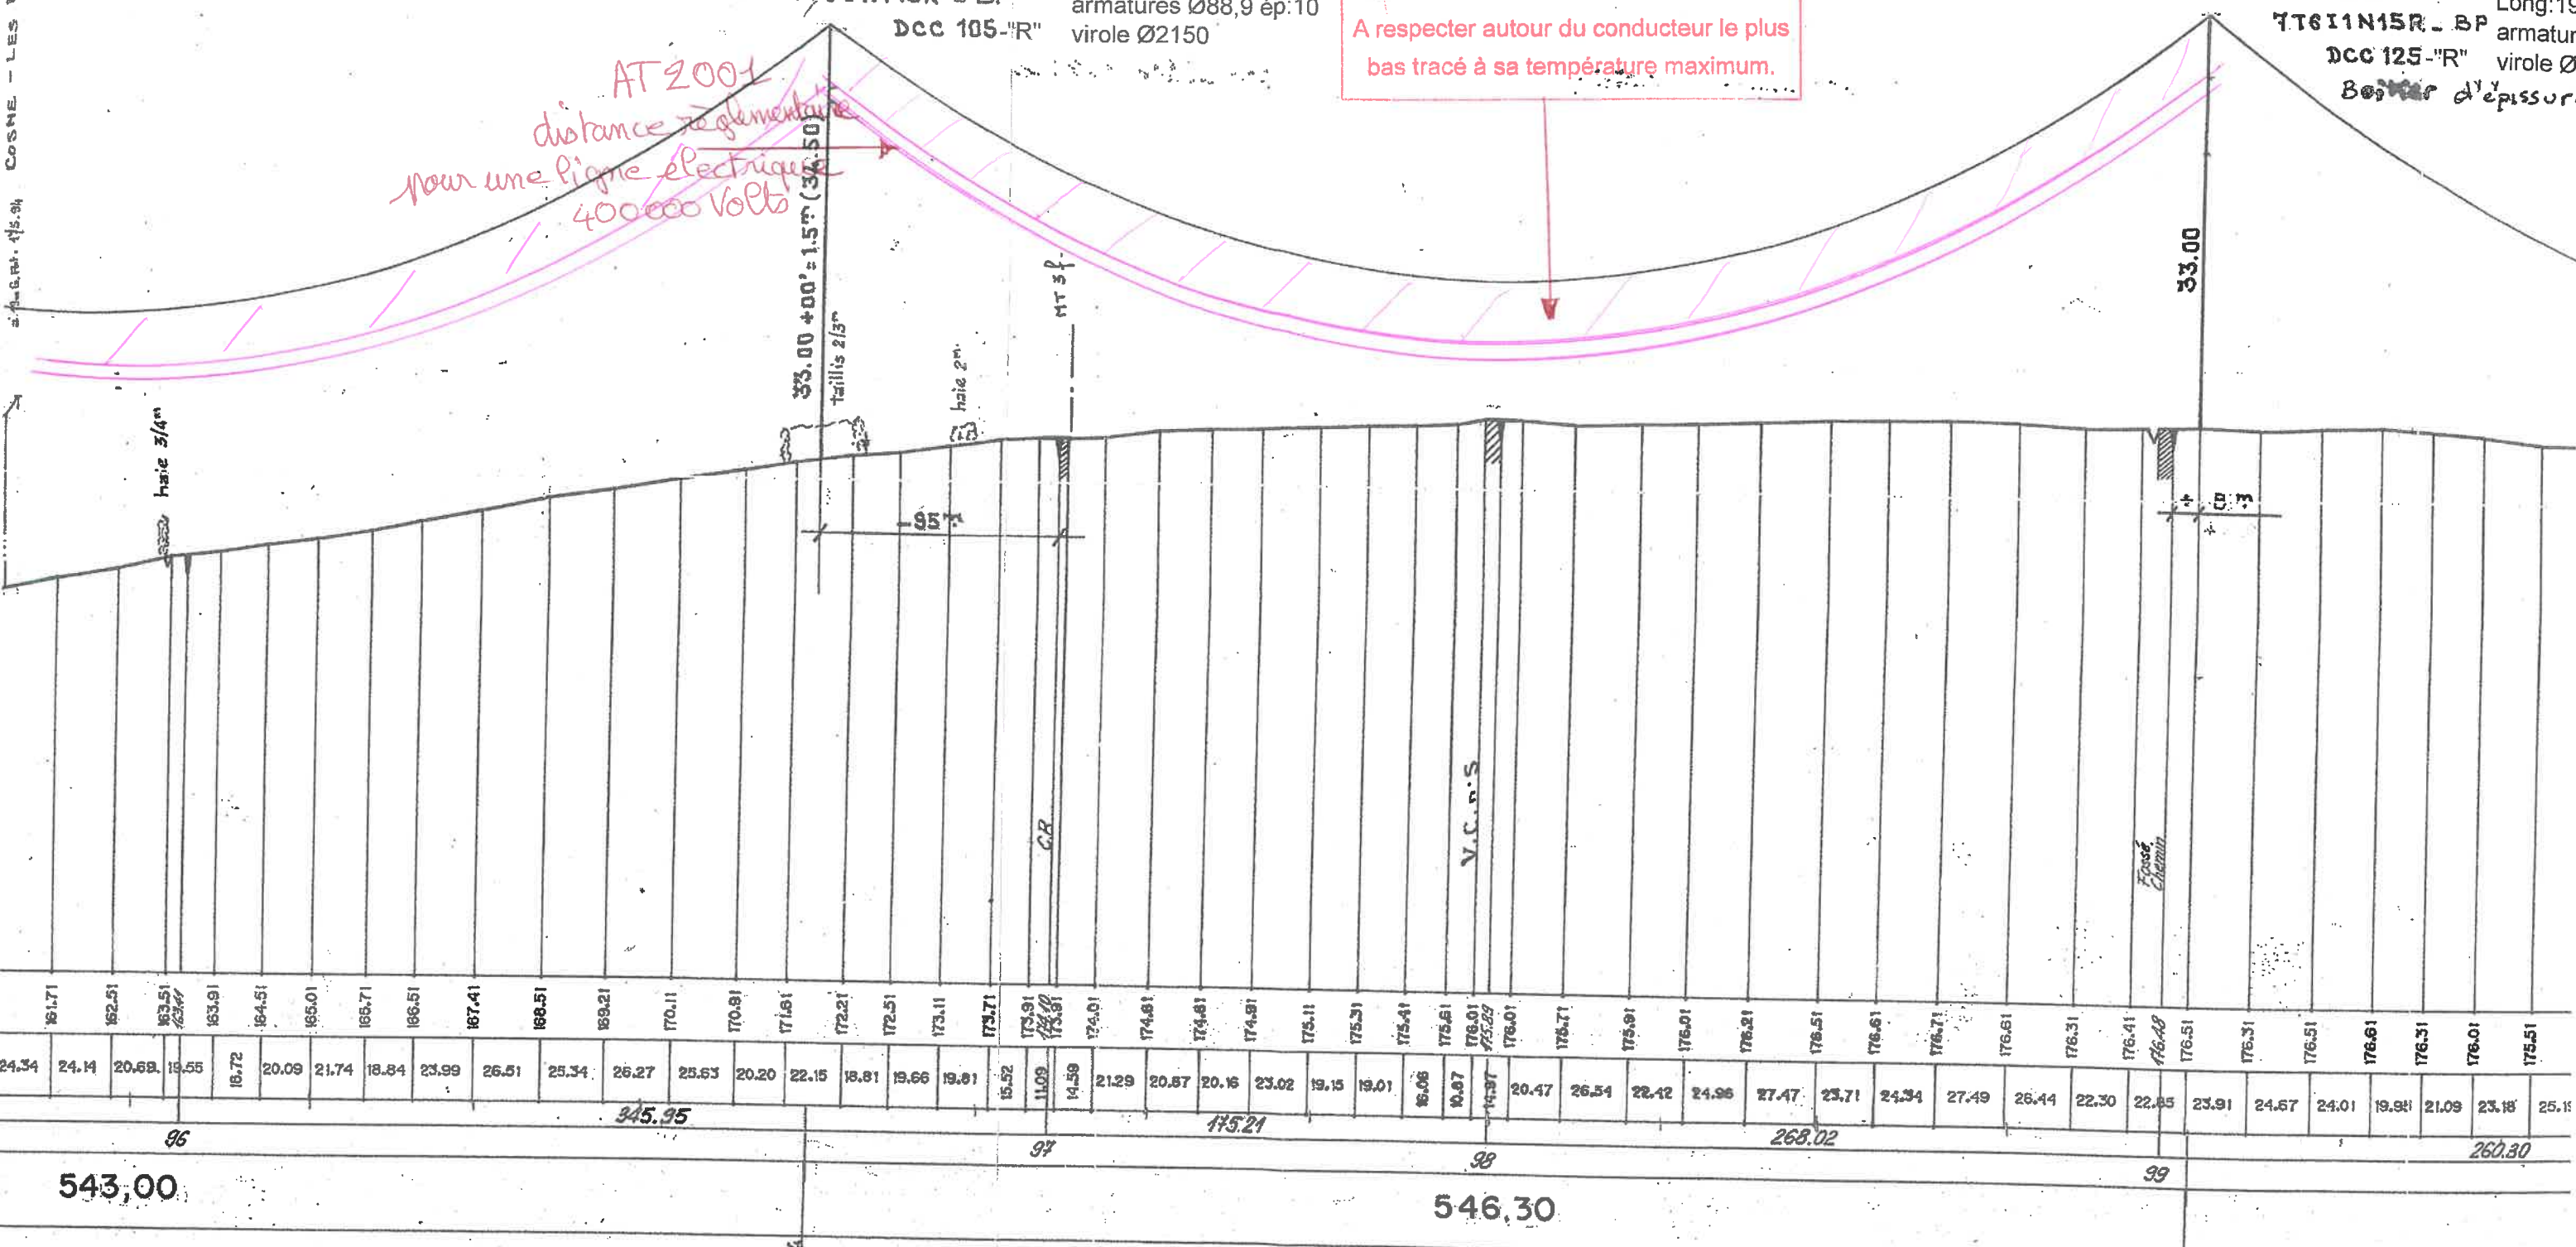 COSNE - LES
armatures Ø88,9 ép:10
DCC 105-"R" virole Ø2150
A respecter autour du conducteur le plus
bas tracé à sa température maximum.
7T6I1N15R_BP armatur
DCC 125-"R" virole Ø
d'épissur
AT 2001
distance règlementaire
pour une ligne électrique
400000 Volts
33.00
haie 3/4m
taillis 2/3m
haie 2m.
MT 3f.
CR
V.C.n°5
Fossé
Chemin
161.71 162.51 163.51 163.91 164.51 165.01 165.71 166.51 167.41 168.51 169.21 170.11 170.81 171.61 172.21 172.51 173.11 173.71 173.91 173.91 174.01 174.81 174.81 174.91 175.11 175.31 175.41 175.61 176.01 176.01 175.71 175.91 176.01 176.21 176.51 176.61 176.71 176.61 176.31 176.41 176.48 176.51 176.31 176.51 176.61 176.31 176.01 175.51
24.34 24.14 20.69 19.55 18.72 20.09 21.74 18.84 23.99 26.51 25.34 26.27 25.63 20.20 22.15 18.81 19.66 19.81 15.52 11.09 14.59 21.29 20.87 20.16 23.02 19.15 19.01 16.06 10.87 14.97 20.47 26.54 22.42 24.96 27.47 23.71 24.34 27.49 26.44 22.30 22.85 23.91 24.67 24.01 19.98 21.09 23.18
345.95 175.21 268.02 260.80
96 97 98 99
543,00 546,30